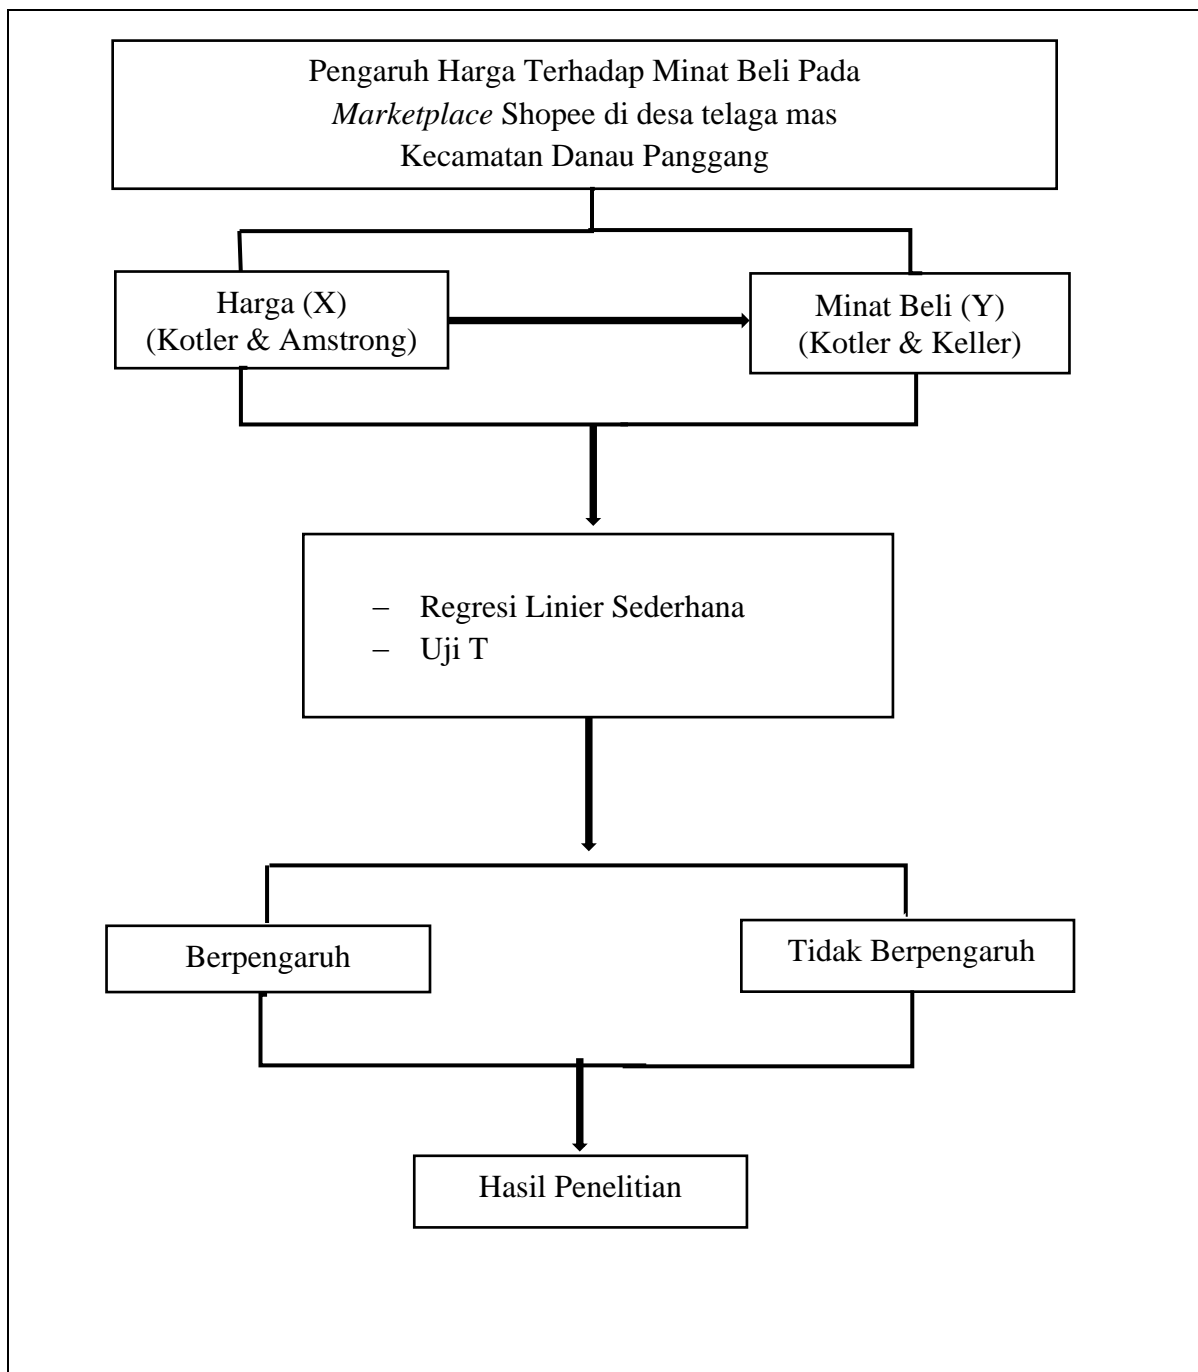 Pengaruh Harga Terhadap Minat Beli Pada
Marketplace Shopee di desa telaga mas
Kecamatan Danau Panggang
Harga (X)
(Kotler & Amstrong)
Minat Beli (Y)
(Kotler & Keller)
– Regresi Linier Sederhana
– Uji T
Berpengaruh
Tidak Berpengaruh
Hasil Penelitian